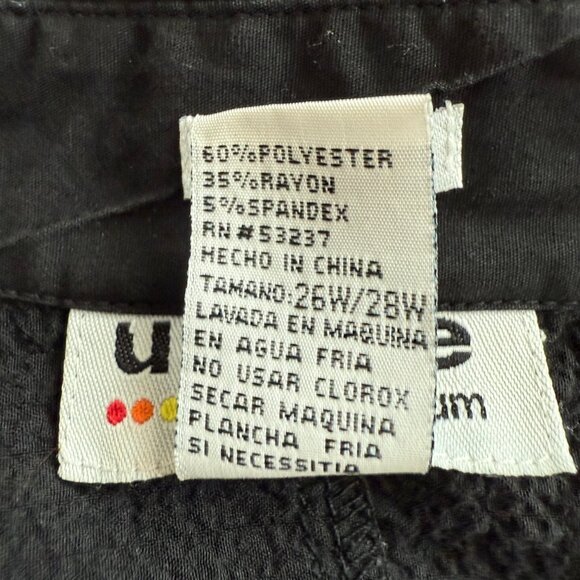 60%POLYESTER
35%RAYON
5%SPANDEX
RN#53237
HECHO IN CHINA
TAMANO:26W/28W
LAVADA EN MAQUINA
EN AGUA FRIA
NO USAR CLOROX
SECAR MAQUINA
PLANCHA FRIA
SI NECESSITIA